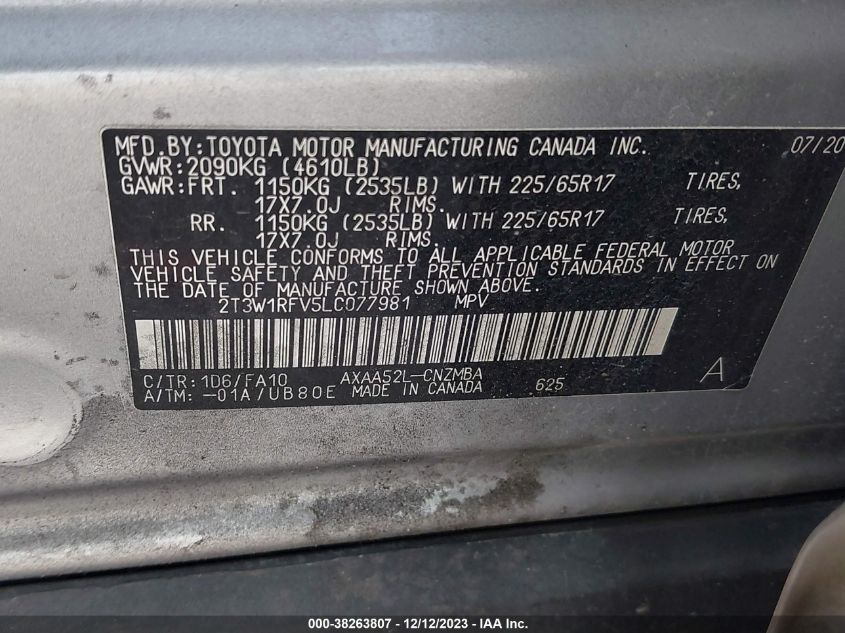 MFD.BY:TOYOTA MOTOR MANUFACTURING CANADA INC. 07/20
GVWR:2090KG (4610LB)
GAWR:FRT. 1150KG (2535LB) WITH 225/65R17 TIRES,
17X7.0J RIMS.
RR. 1150KG (2535LB) WITH 225/65R17 TIRES,
17X7.0J RIMS.
THIS VEHICLE CONFORMS TO ALL APPLICABLE FEDERAL MOTOR
VEHICLE SAFETY AND THEFT PREVENTION STANDARDS IN EFFECT ON
THE DATE OF MANUFACTURE SHOWN ABOVE.
2T3W1RFV5LC077981 MPV
C/TR:1D6/FA10 AXAA52L-CNZMBA
A/TM: -01A/UB80E MADE IN CANADA 625 A
000-38263807 - 12/12/2023 - IAA Inc.